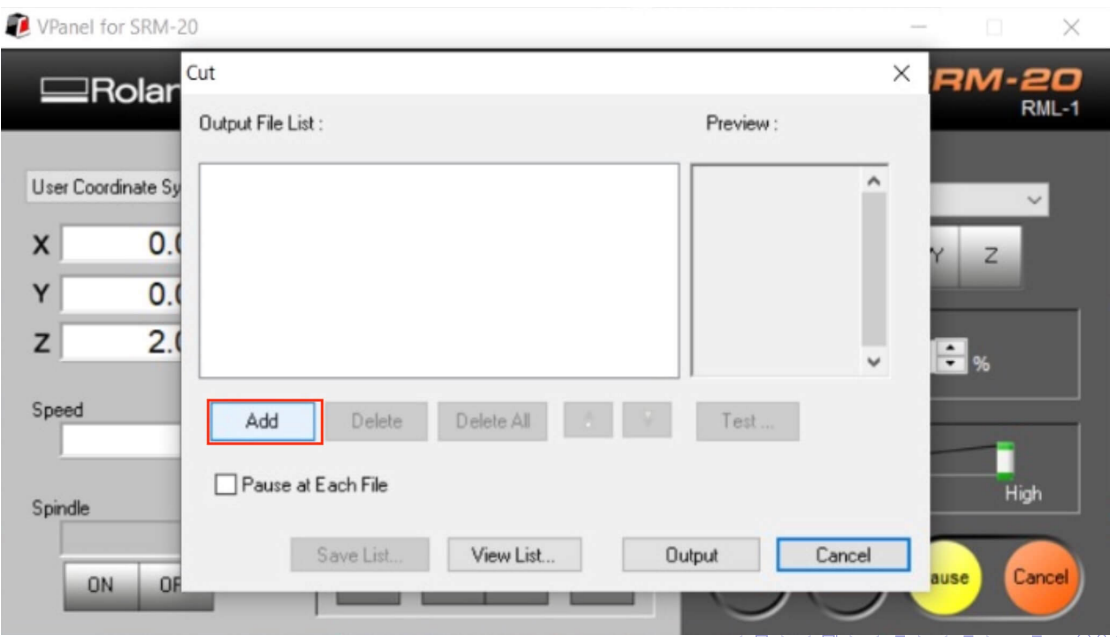 VPanel for SRM-20
Cut
Roland
SRM-20
RML-1
Output File List :
Preview :
User Coordinate Sy
X 0.0
Y 0.0
Z 2.0
Y Z
%
Add Delete Delete All Test ...
Speed
Pause at Each File
High
Spindle
Save List... View List... Output Cancel
ON OF
ause Cancel